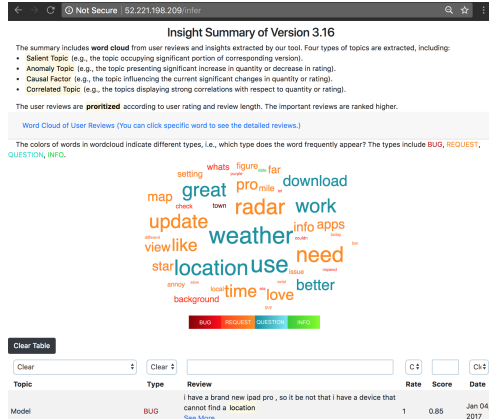 Not Secure | 52.221.198.209/infer
Insight Summary of Version 3.16
The summary includes word cloud from user reviews and insights extracted by our tool. Four types of topics are extracted, including:
• Salient Topic (e.g., the topic occupying significant portion of corresponding version).
• Anomaly Topic (e.g., the topic presenting significant increase in quantity or decrease in rating).
• Causal Factor (e.g., the topic influencing the current significant changes in quantity or rating).
• Correlated Topic (e.g., the topics displaying strong correlations with respect to quantity or rating).
The user reviews are proritized according to user rating and review length. The important reviews are ranked higher.
Word Cloud of User Reviews (You can click specific word to see the detailed reviews.)
The colors of words in wordcloud indicate different types, i.e., which type does the word frequently appear? The types include BUG, REQUEST,
QUESTION, INFO.
whats figure far
setting pro mile download
map great
check town radar work
update info apps
weather
view like need
star location use issue
annoy better
local time love
background
BUG REQUEST QUESTION INFO
Clear Table
Clear Clear
Topic Type Review Rate Score Date
i have a brand new ipad pro , so it be not that i have a device that
Model BUG cannot find a location 1 0.85 Jan 04
See More 2017